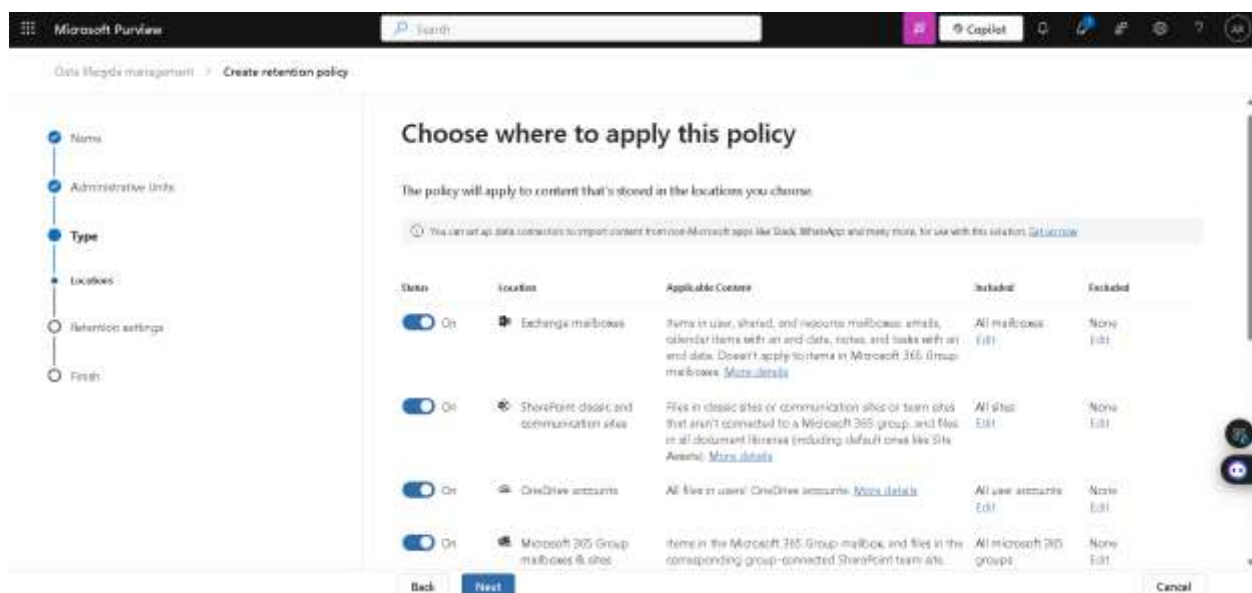 Microsoft Purview
Search
Copilot
Data lifecycle management > Create retention policy
Name
Administrative Units
Type
Locations
Retention settings
Finish
Choose where to apply this policy
The policy will apply to content that's stored in the locations you choose.
You can set up data connectors to import content from non-Microsoft apps like Slack, WhatsApp and many more, for use with this solution. Set up now
Status Location Applicable Content Included Excluded
On Exchange mailboxes Items in user, shared, and resource mailboxes: emails, All mailboxes None
calendar items with an end date, notes, and tasks with an Edit Edit
end date. Doesn't apply to items in Microsoft 365 Group
mailboxes. More details
On SharePoint classic and Files in classic sites or communication sites or team sites All sites None
communication sites that aren't connected to a Microsoft 365 group, and files Edit Edit
in all document libraries (including default ones like Site
Assets). More details
On OneDrive accounts All files in users' OneDrive accounts. More details All user accounts None
Edit Edit
On Microsoft 365 Group Items in the Microsoft 365 Group mailbox, and files in the All microsoft 365 None
mailboxes & sites corresponding group-connected SharePoint team site. groups Edit
Back Next Cancel